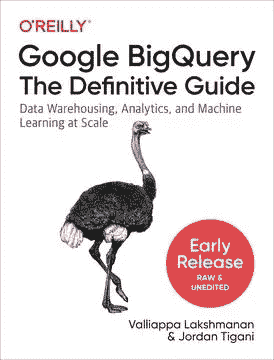 O'REILLY®
Google BigQuery
The Definitive Guide
Data Warehousing, Analytics, and Machine
Learning at Scale
Early
Release
RAW &
UNEDITED
Valliappa Lakshmanan
& Jordan Tigani